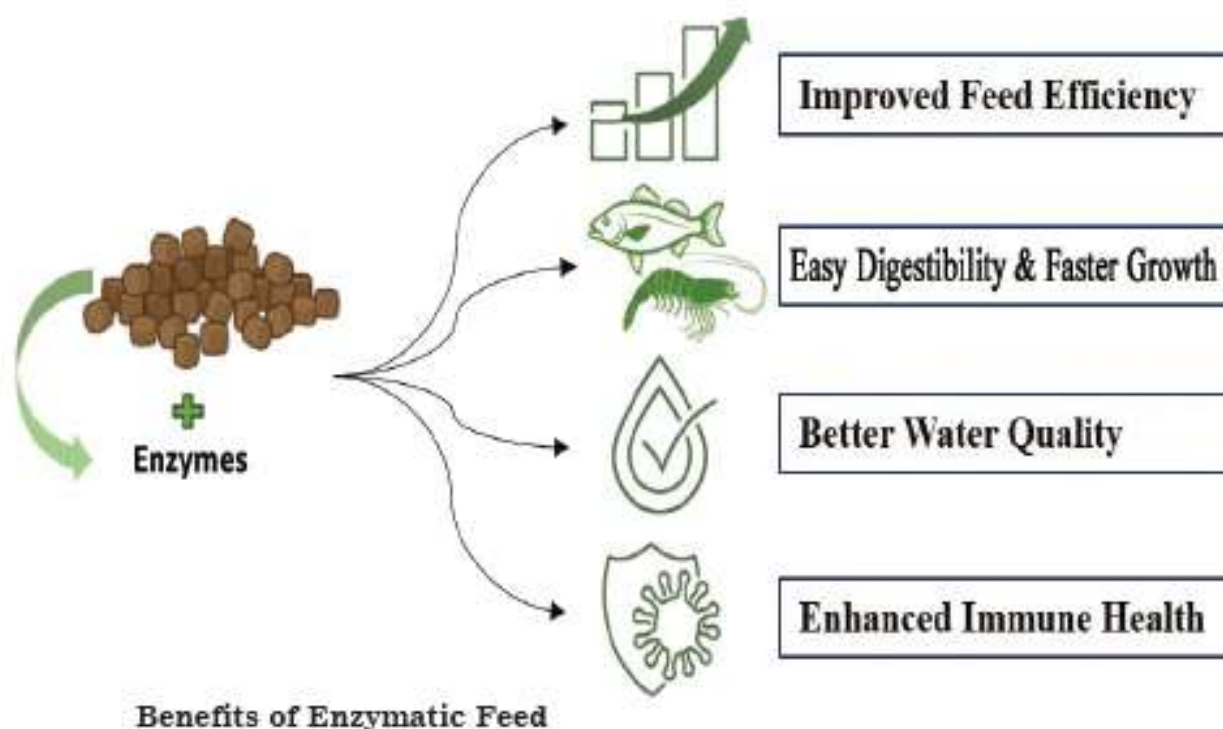 Improved Feed Efficiency
Easy Digestibility & Faster Growth
Enzymes
Better Water Quality
Enhanced Immune Health
Benefits of Enzymatic Feed